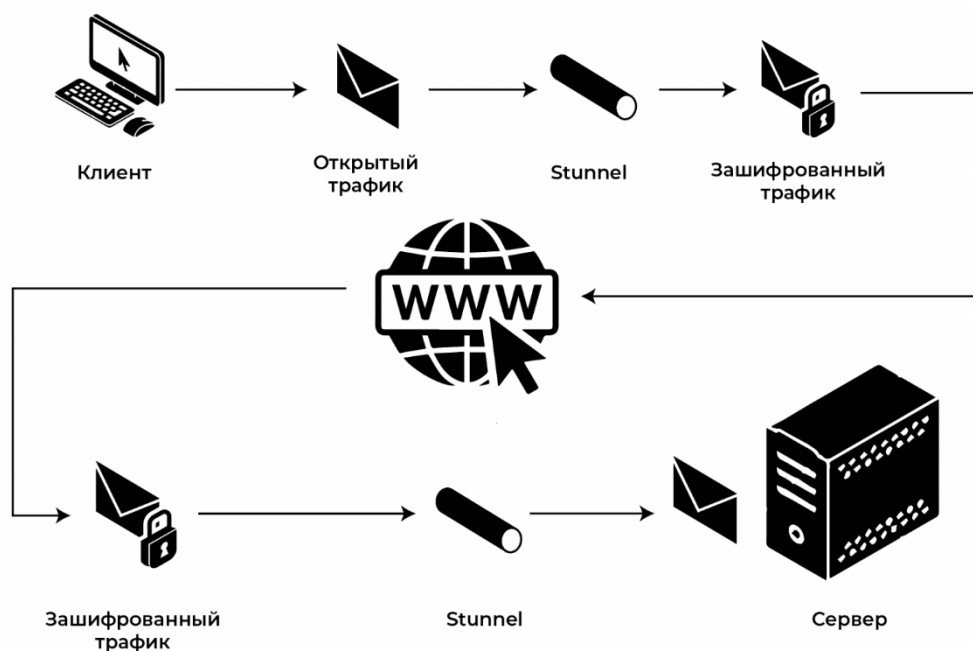 Клиент
Открытый
трафик
Stunnel
Зашифрованный
трафик
WWW
Зашифрованный
трафик
Stunnel
Сервер